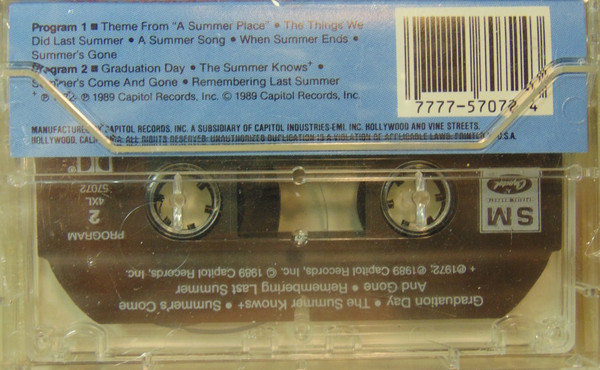 Program 1 ■ Theme From "A Summer Place" • The Things We
Did Last Summer • A Summer Song • When Summer Ends •
Summer's Gone
Program 2 ■ Graduation Day • The Summer Knows⁺ •
Summer's Come And Gone • Remembering Last Summer
℗ 1989 Capitol Records, Inc. © 1989 Capitol Records, Inc.
7777-57072 4
MANUFACTURED BY CAPITOL RECORDS, INC. A SUBSIDIARY OF CAPITOL INDUSTRIES-EMI, INC. HOLLYWOOD AND VINE STREETS,
HOLLYWOOD, CALIFORNIA. ALL RIGHTS RESERVED. UNAUTHORIZED DUPLICATION IS A VIOLATION OF APPLICABLE LAWS. PRINTED IN U.S.A.
SM
PROGRAM
2
4XL
57072
Graduation Day • The Summer Knows+ • Summer's Come
And Gone • Remembering Last Summer
+ ℗1972, ℗1989 Capitol Records, Inc. © 1989 Capitol Records, Inc.